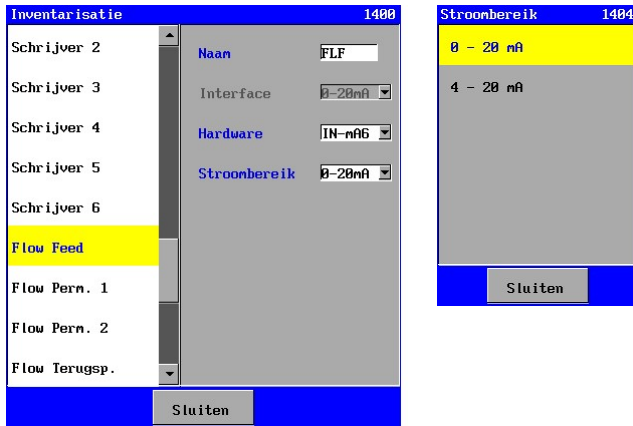 Inventarisatie 1400
Schrijver 2
Schrijver 3
Schrijver 4
Schrijver 5
Schrijver 6
Flow Feed
Flow Perm. 1
Flow Perm. 2
Flow Terugsp.
Naam FLF
Interface 0-20mA
Hardware IN-mA6
Stroombereik 0-20mA
Sluiten
Stroombereik 1404
0 - 20 mA
4 - 20 mA
Sluiten